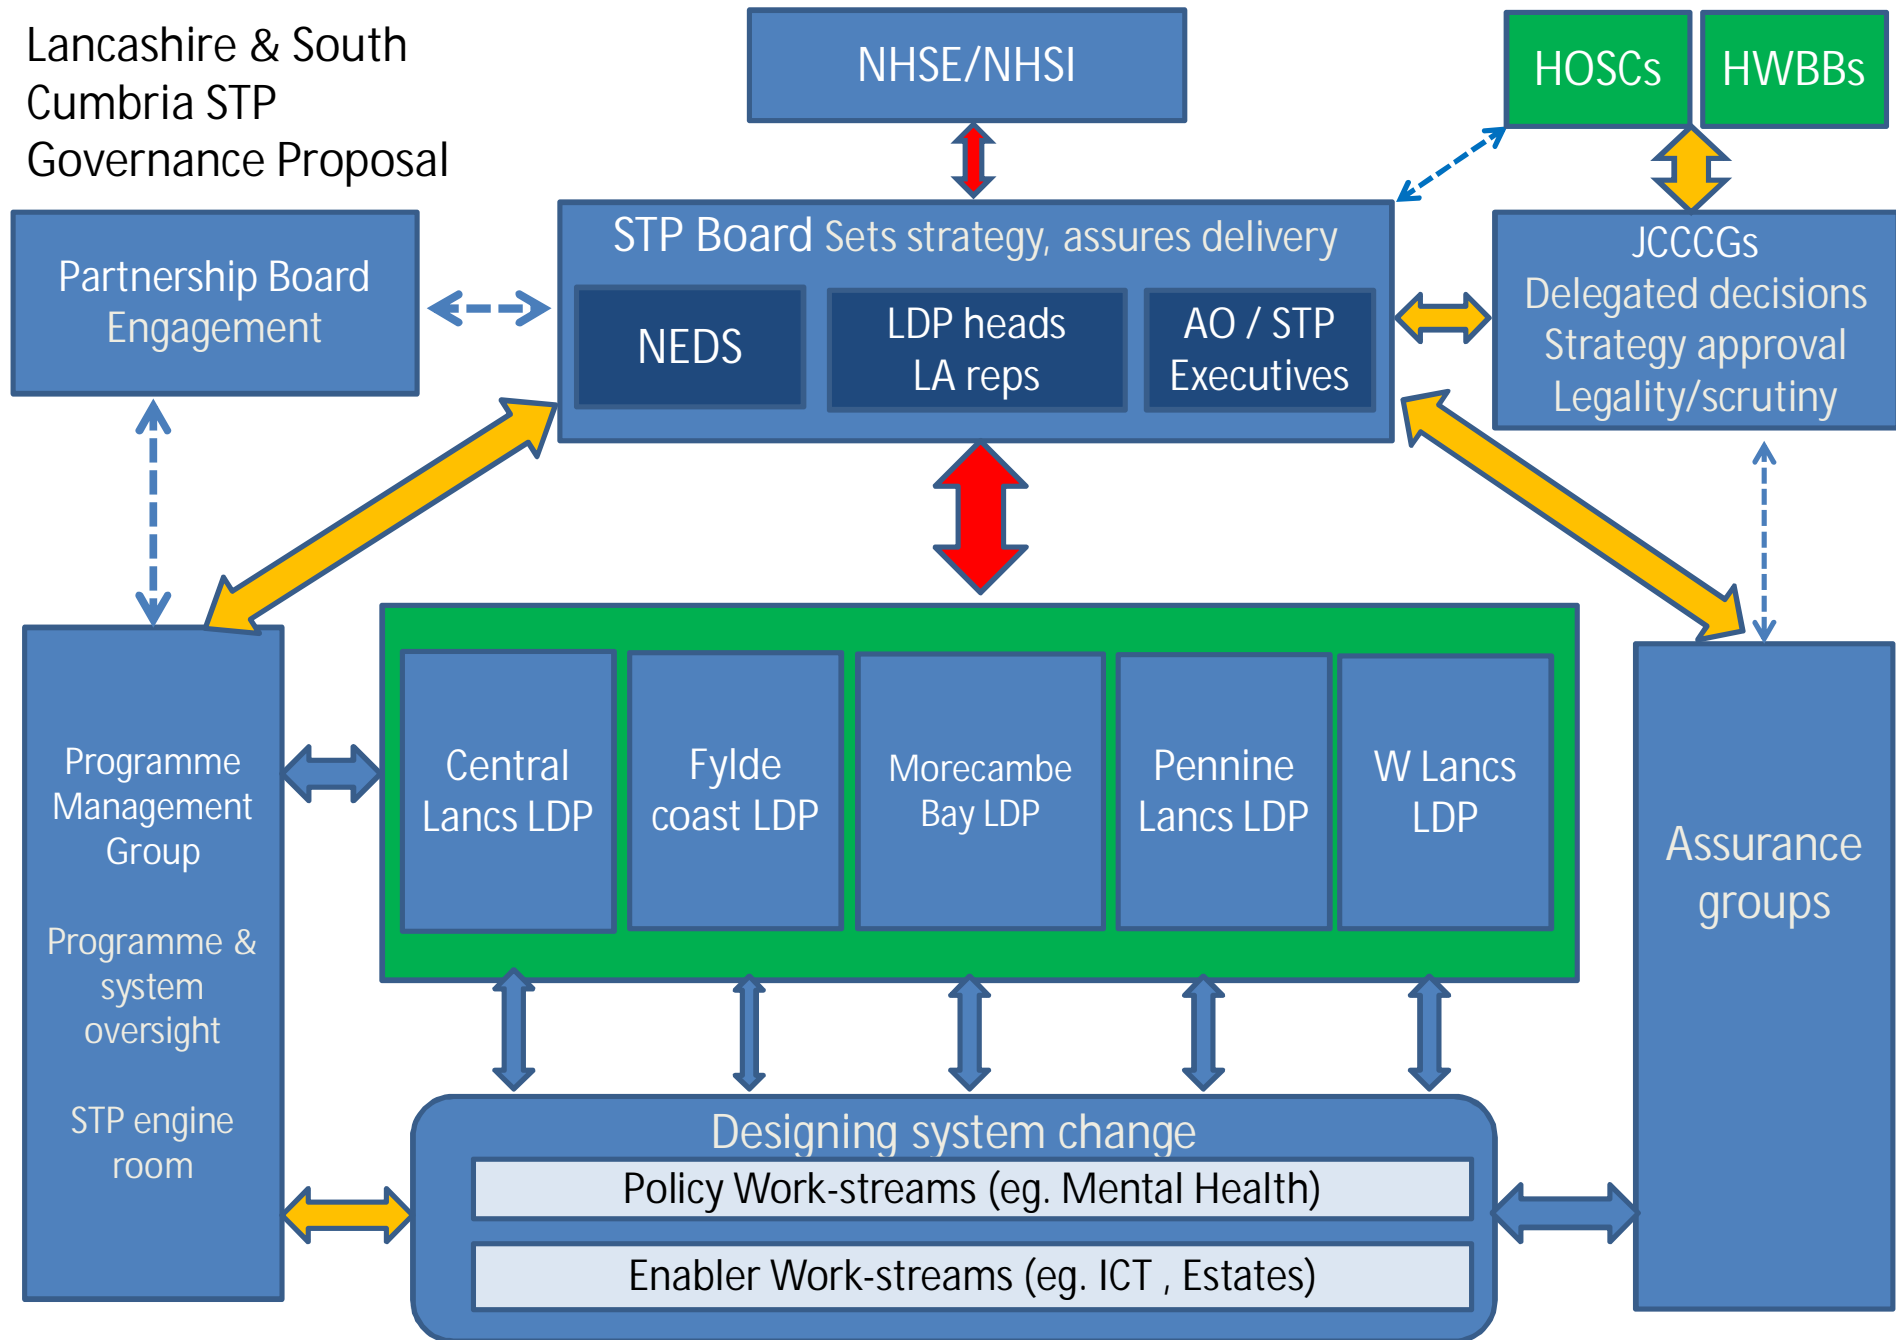 Lancashire & South
Cumbria STP
Governance Proposal
NHSE/NHSI
HOSCs
HWBBs
Partnership Board
Engagement
STP Board Sets strategy, assures delivery
NEDS
LDP heads
LA reps
AO / STP
Executives
JCCCGs
Delegated decisions
Strategy approval
Legality/scrutiny
Programme
Management
Group
Programme &
system
oversight
STP engine
room
Central
Lancs LDP
Fylde
coast LDP
Morecambe
Bay LDP
Pennine
Lancs LDP
W Lancs
LDP
Assurance
groups
Designing system change
Policy Work-streams (eg. Mental Health)
Enabler Work-streams (eg. ICT , Estates)